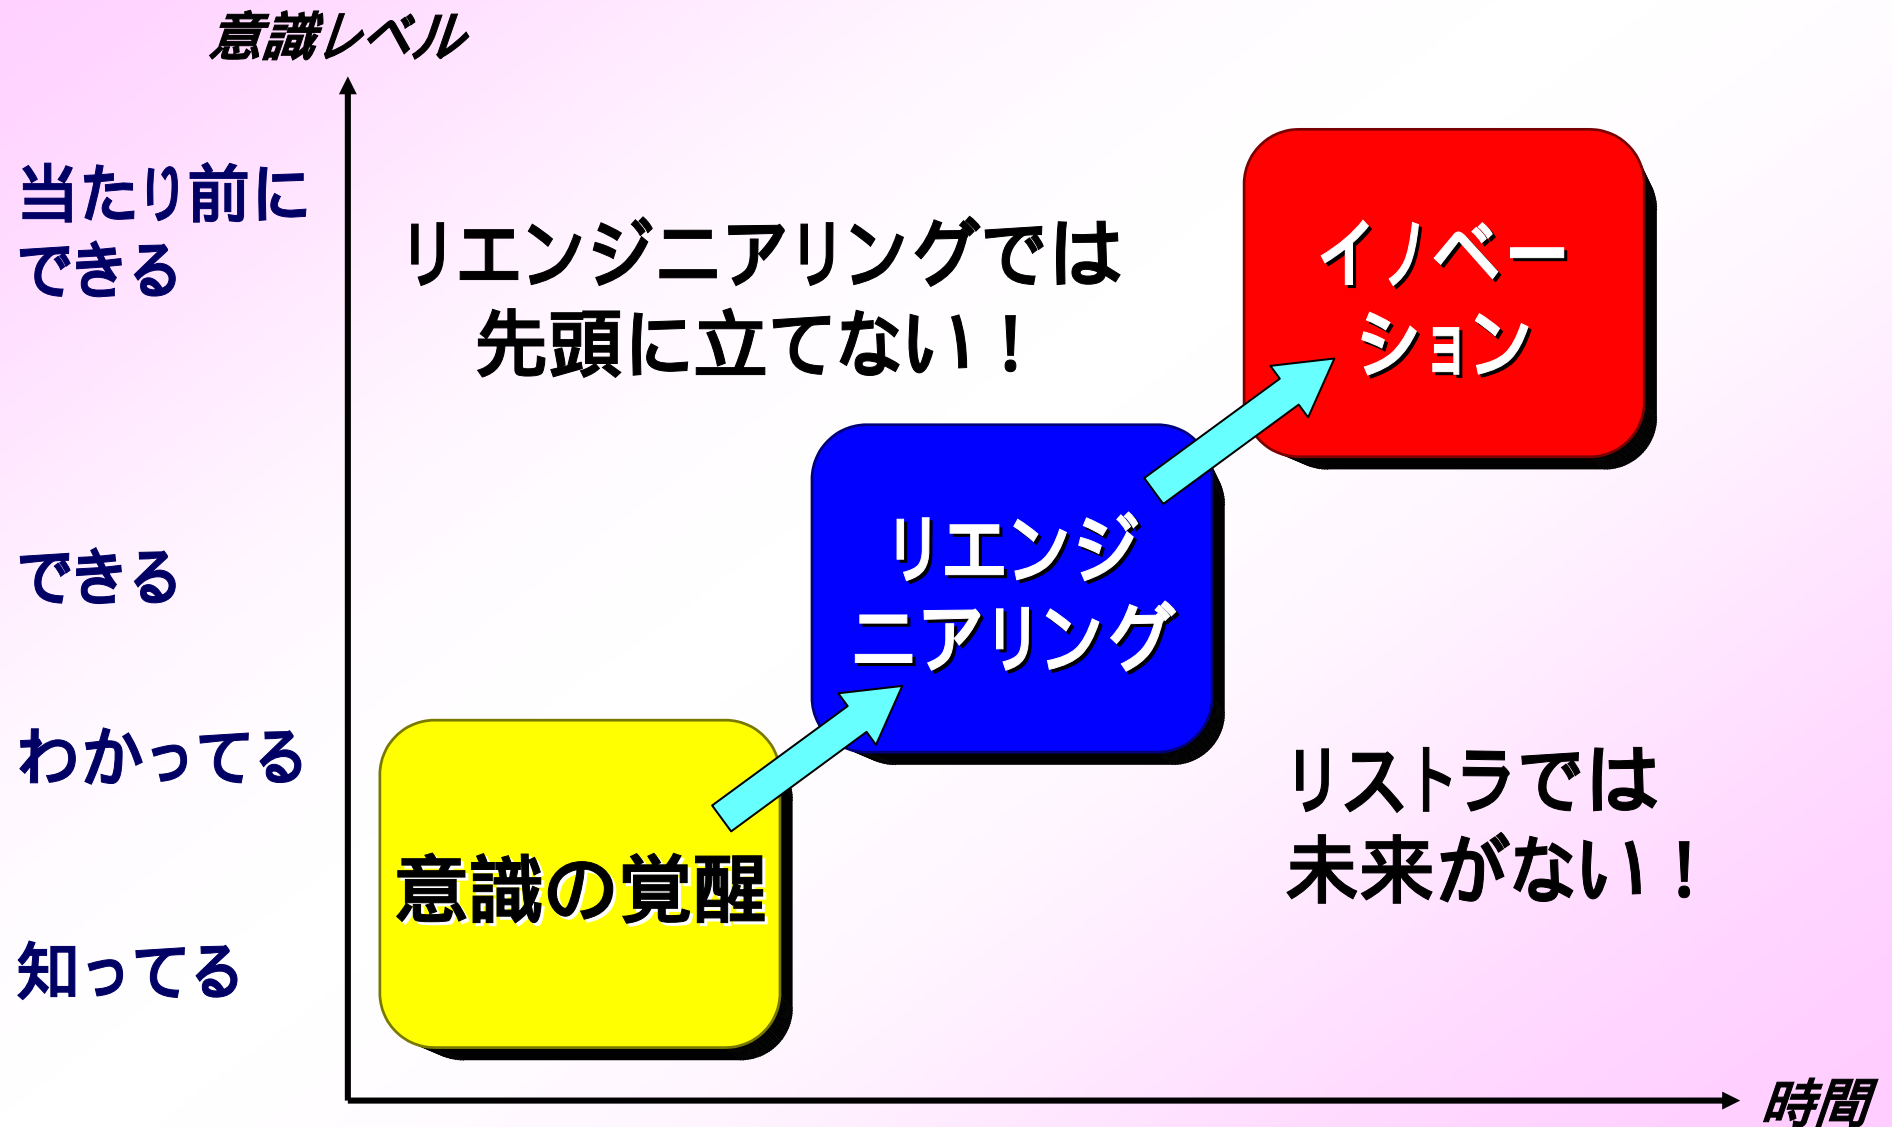 意識レベル
当たり前に
できる
リエンジニアリングでは
先頭に立てない！
イノベー
ション
リエンジ
ニアリング
できる
わかってる
意識の覚醒
リストラでは
未来がない！
知ってる
時間